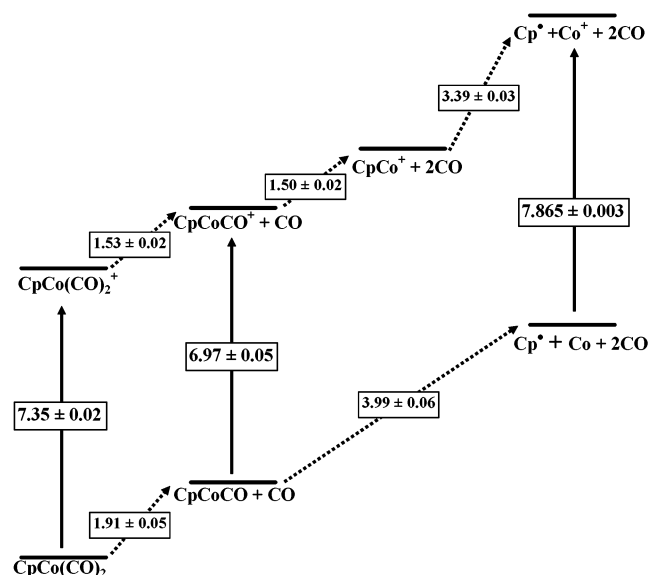 Cp• +Co⁺ + 2CO
3.39 ± 0.03
CpCo⁺ + 2CO
1.50 ± 0.02
7.865 ± 0.003
CpCoCO⁺ + CO
1.53 ± 0.02
CpCo(CO)₂⁺
Cp• + Co + 2CO
6.97 ± 0.05
3.99 ± 0.06
7.35 ± 0.02
CpCoCO + CO
1.91 ± 0.05
CpCo(CO)₂